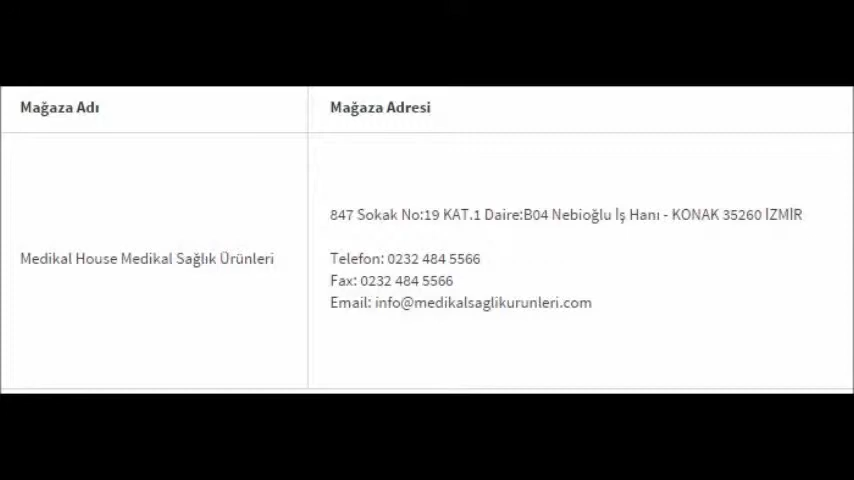 Mağaza Adı
Mağaza Adresi
Medikal House Medikal Sağlık Ürünleri
847 Sokak No:19 KAT.1 Daire:B04 Nebioğlu İş Hanı - KONAK 35260 İZMİR
Telefon: 0232 484 5566
Fax: 0232 484 5566
Email: info@medikalsaglikurunleri.com